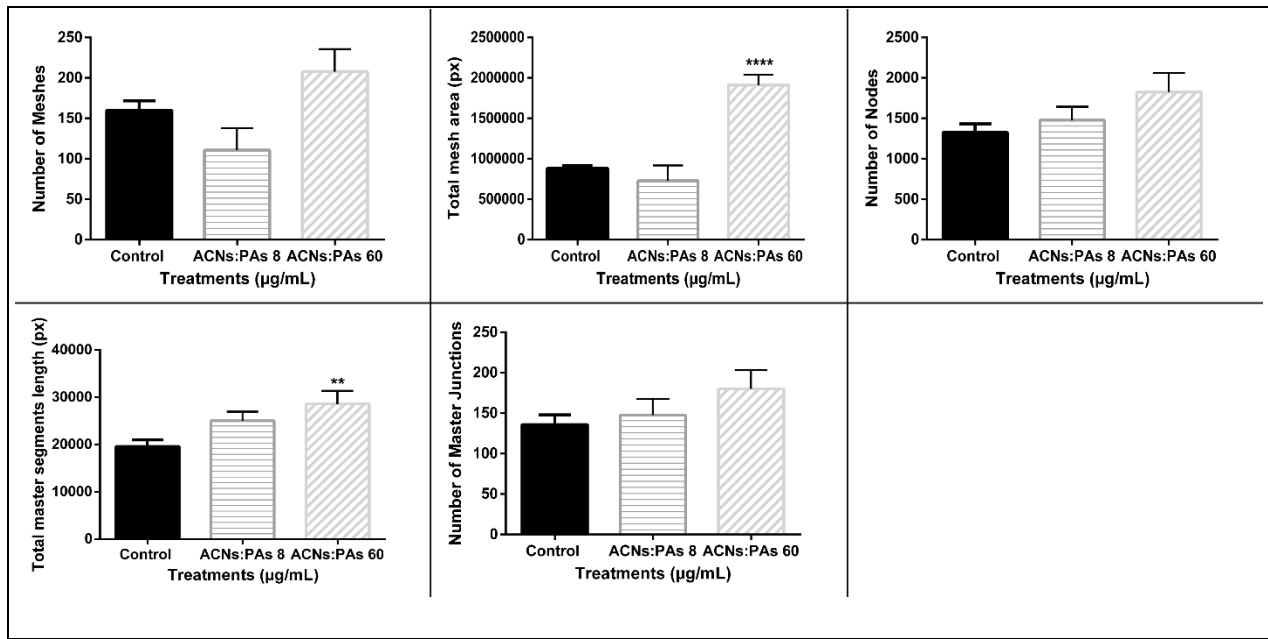 Number of Meshes
250
200
150
100
50
0
Control ACNs:PAs 8 ACNs:PAs 60
Treatments (µg/mL)
Total mesh area (px)
2500000
2000000
1500000
1000000
500000
0
****
Control ACNs:PAs 8 ACNs:PAs 60
Treatments (µg/mL)
Number of Nodes
2500
2000
1500
1000
500
0
Control ACNs:PAs 8 ACNs:PAs 60
Treatments (µg/mL)
Total master segments length (px)
40000
30000
20000
10000
0
**
Control ACNs:PAs 8 ACNs:PAs 60
Treatments (µg/mL)
Number of Master Junctions
250
200
150
100
50
0
Control ACNs:PAs 8 ACNs:PAs 60
Treatments (µg/mL)